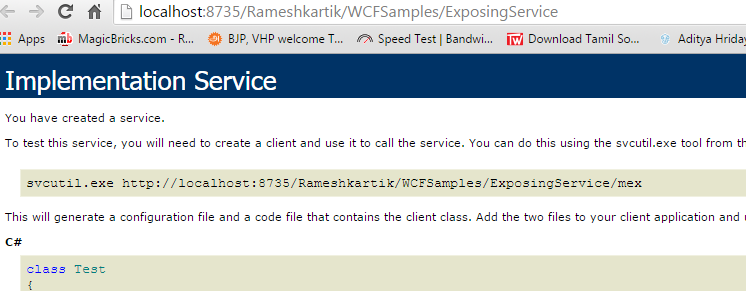 localhost:8735/Rameshkartik/WCFSamples/ExposingService
Apps MagicBricks.com - R... BJP, VHP welcome T... Speed Test | Bandwi... Download Tamil So... Aditya Hriday
Implementation Service
You have created a service.
To test this service, you will need to create a client and use it to call the service. You can do this using the svcutil.exe tool from th
svcutil.exe http://localhost:8735/Rameshkartik/WCFSamples/ExposingService/mex
This will generate a configuration file and a code file that contains the client class. Add the two files to your client application and
C#
class Test
{